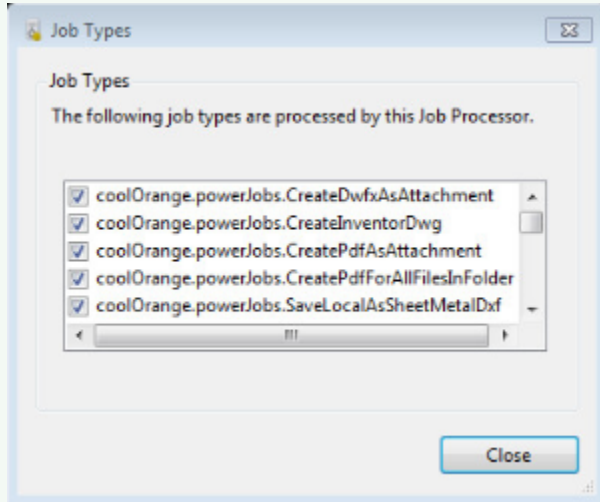 Job Types
Job Types
The following job types are processed by this Job Processor.
coolOrange.powerJobs.CreateDwfxAsAttachment
coolOrange.powerJobs.CreateInventorDwg
coolOrange.powerJobs.CreatePdfAsAttachment
coolOrange.powerJobs.CreatePdfForAllFilesInFolder
coolOrange.powerJobs.SaveLocalAsSheetMetalDxf
Close